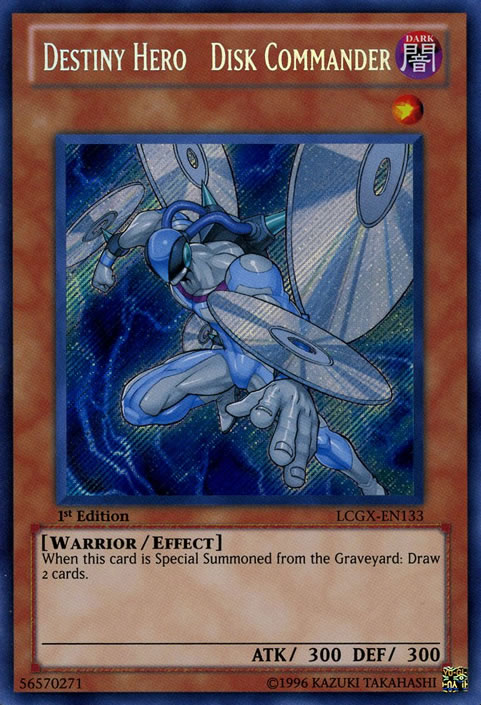 DESTINY HERO DISK COMMANDER
DARK
闇
1st Edition
LCGX-EN133
[WARRIOR / EFFECT]
When this card is Special Summoned from the Graveyard: Draw
2 cards.
ATK/ 300 DEF/ 300
56570271
©1996 KAZUKI TAKAHASHI